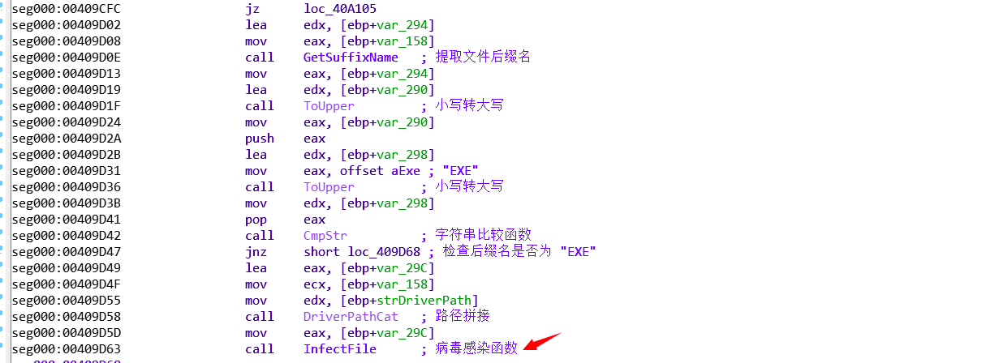 seg000:00409CFC jz loc_40A105
seg000:00409D02 lea edx, [ebp+var_294]
seg000:00409D08 mov eax, [ebp+var_158]
seg000:00409D0E call GetSuffixName ; 提取文件后缀名
seg000:00409D13 mov eax, [ebp+var_294]
seg000:00409D19 lea edx, [ebp+var_290]
seg000:00409D1F call ToUpper ; 小写转大写
seg000:00409D24 mov eax, [ebp+var_290]
seg000:00409D2A push eax
seg000:00409D2B lea edx, [ebp+var_298]
seg000:00409D31 mov eax, offset aExe ; "EXE"
seg000:00409D36 call ToUpper ; 小写转大写
seg000:00409D3B mov edx, [ebp+var_298]
seg000:00409D41 pop eax
seg000:00409D42 call CmpStr ; 字符串比较函数
seg000:00409D47 jnz short loc_409D68 ; 检查后缀名是否为 "EXE"
seg000:00409D49 lea eax, [ebp+var_29C]
seg000:00409D4F mov ecx, [ebp+var_158]
seg000:00409D55 mov edx, [ebp+strDriverPath]
seg000:00409D58 call DriverPathCat ; 路径拼接
seg000:00409D5D mov eax, [ebp+var_29C]
seg000:00409D63 call InfectFile ; 病毒感染函数